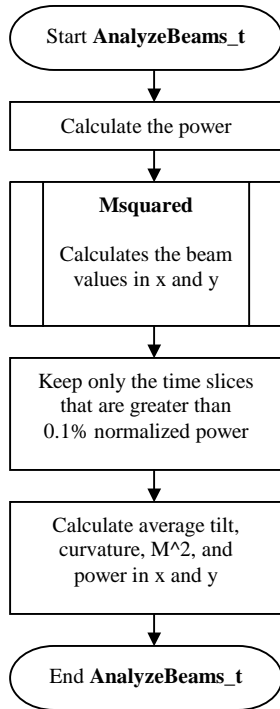 Start AnalyzeBeams_t
Calculate the power
Msquared
Calculates the beam
values in x and y
Keep only the time slices
that are greater than
0.1% normalized power
Calculate average tilt,
curvature, M^2, and
power in x and y
End AnalyzeBeams_t